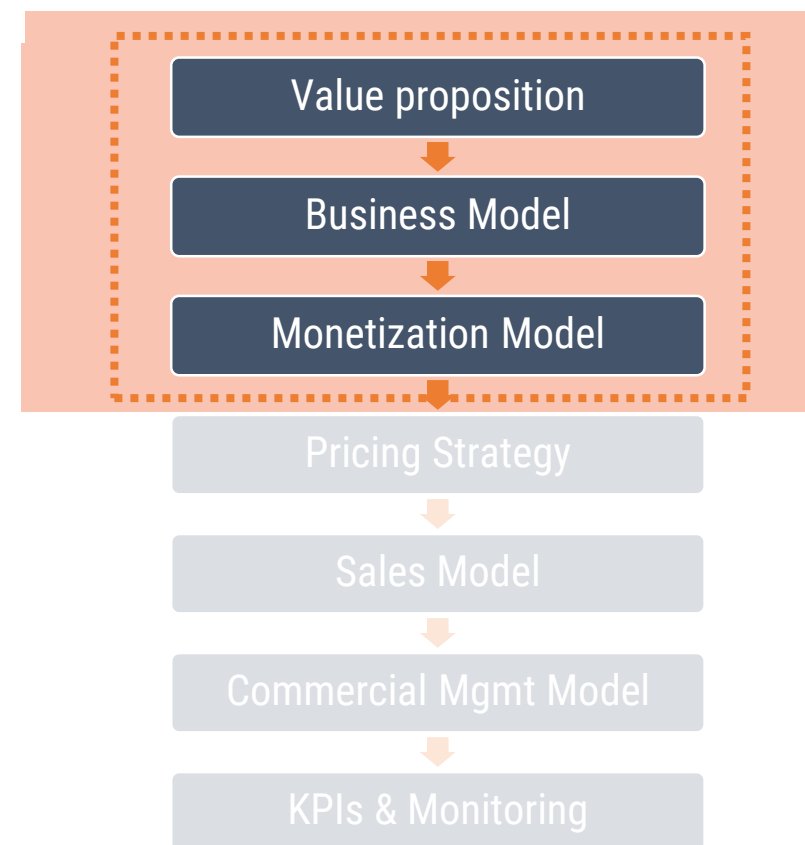 Value proposition
Business Model
Monetization Model
Pricing Strategy
Sales Model
Commercial Mgmt Model
KPIs & Monitoring